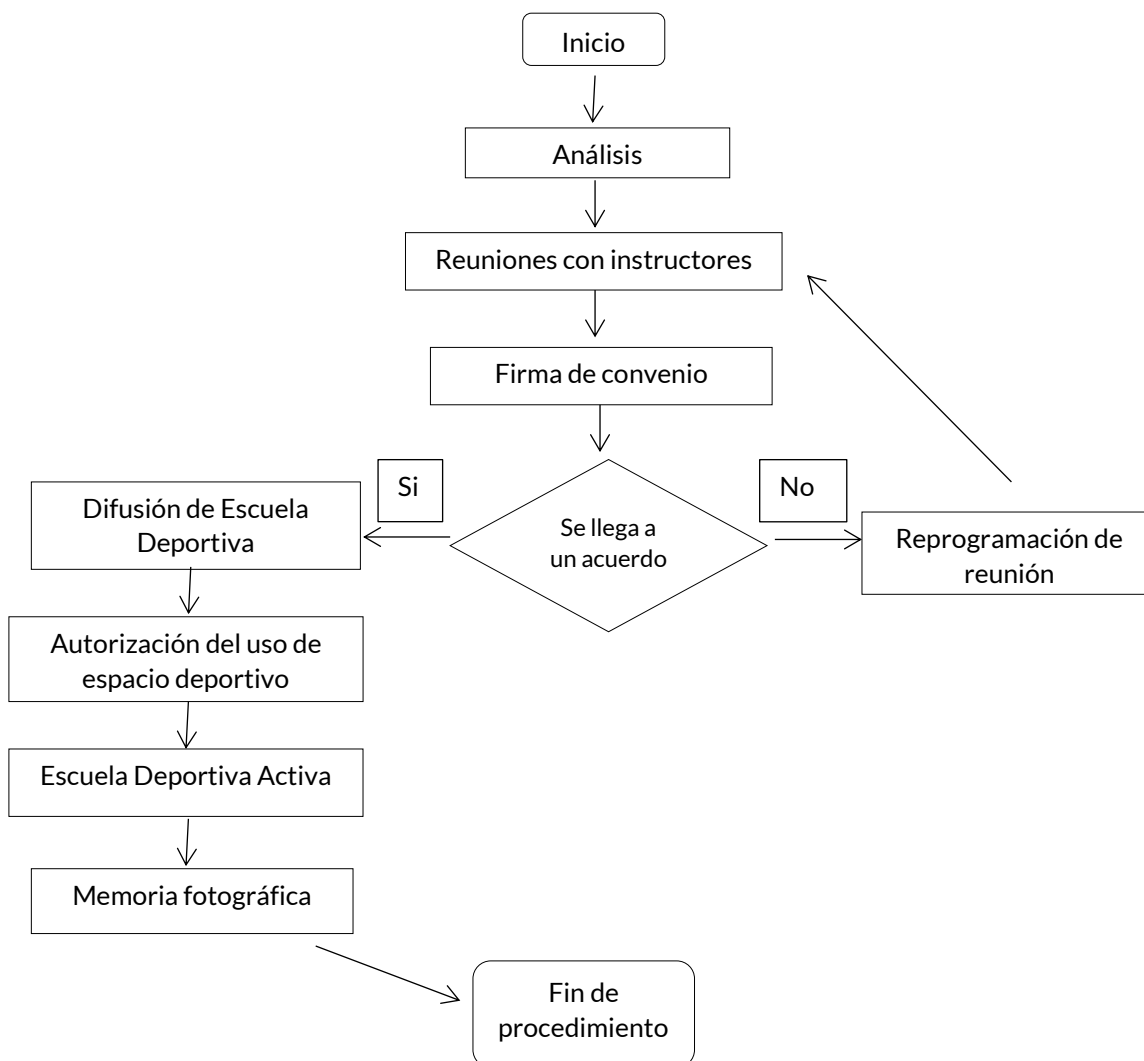 Inicio
Análisis
Reuniones con instructores
Firma de convenio
Si
No
Se llega a
un acuerdo
Difusión de Escuela
Deportiva
Reprogramación de
reunión
Autorización del uso de
espacio deportivo
Escuela Deportiva Activa
Memoria fotográfica
Fin de
procedimiento